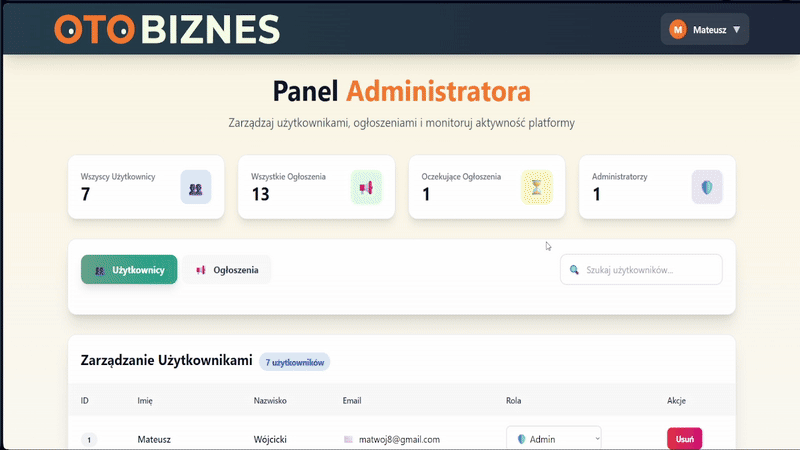 OTOBIZNES
M Mateusz ▼
Panel Administratora
Zarządzaj użytkownikami, ogłoszeniami i monitoruj aktywność platformy
Wszyscy Użytkownicy
7
Wszystkie Ogłoszenia
13
Oczekujące Ogłoszenia
1
Administratorzy
1
Użytkownicy
Ogłoszenia
Szukaj użytkowników...
Zarządzanie Użytkownikami 7 użytkowników
ID Imię Nazwisko Email Rola Akcje
1 Mateusz Wójcicki matwoj8@gmail.com Admin Usuń